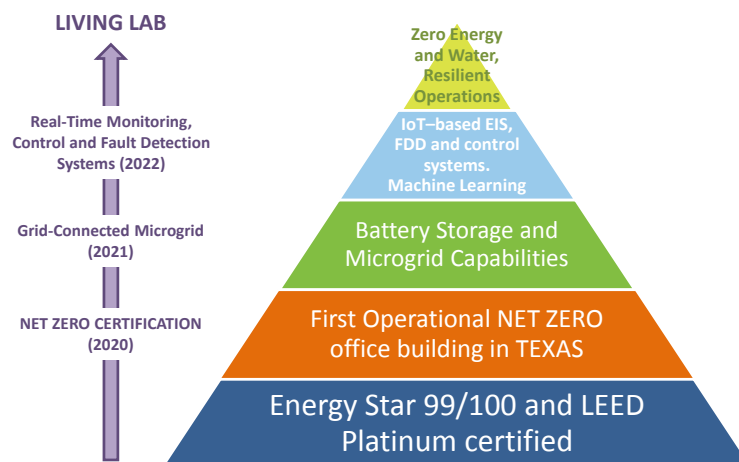 LIVING LAB
Real-Time Monitoring,
Control and Fault Detection
Systems (2022)
Grid-Connected Microgrid
(2021)
NET ZERO CERTIFICATION
(2020)
Zero Energy
and Water,
Resilient
Operations
IoT–based EIS,
FDD and control
systems.
Machine Learning
Battery Storage and
Microgrid Capabilities
First Operational NET ZERO
office building in TEXAS
Energy Star 99/100 and LEED
Platinum certified